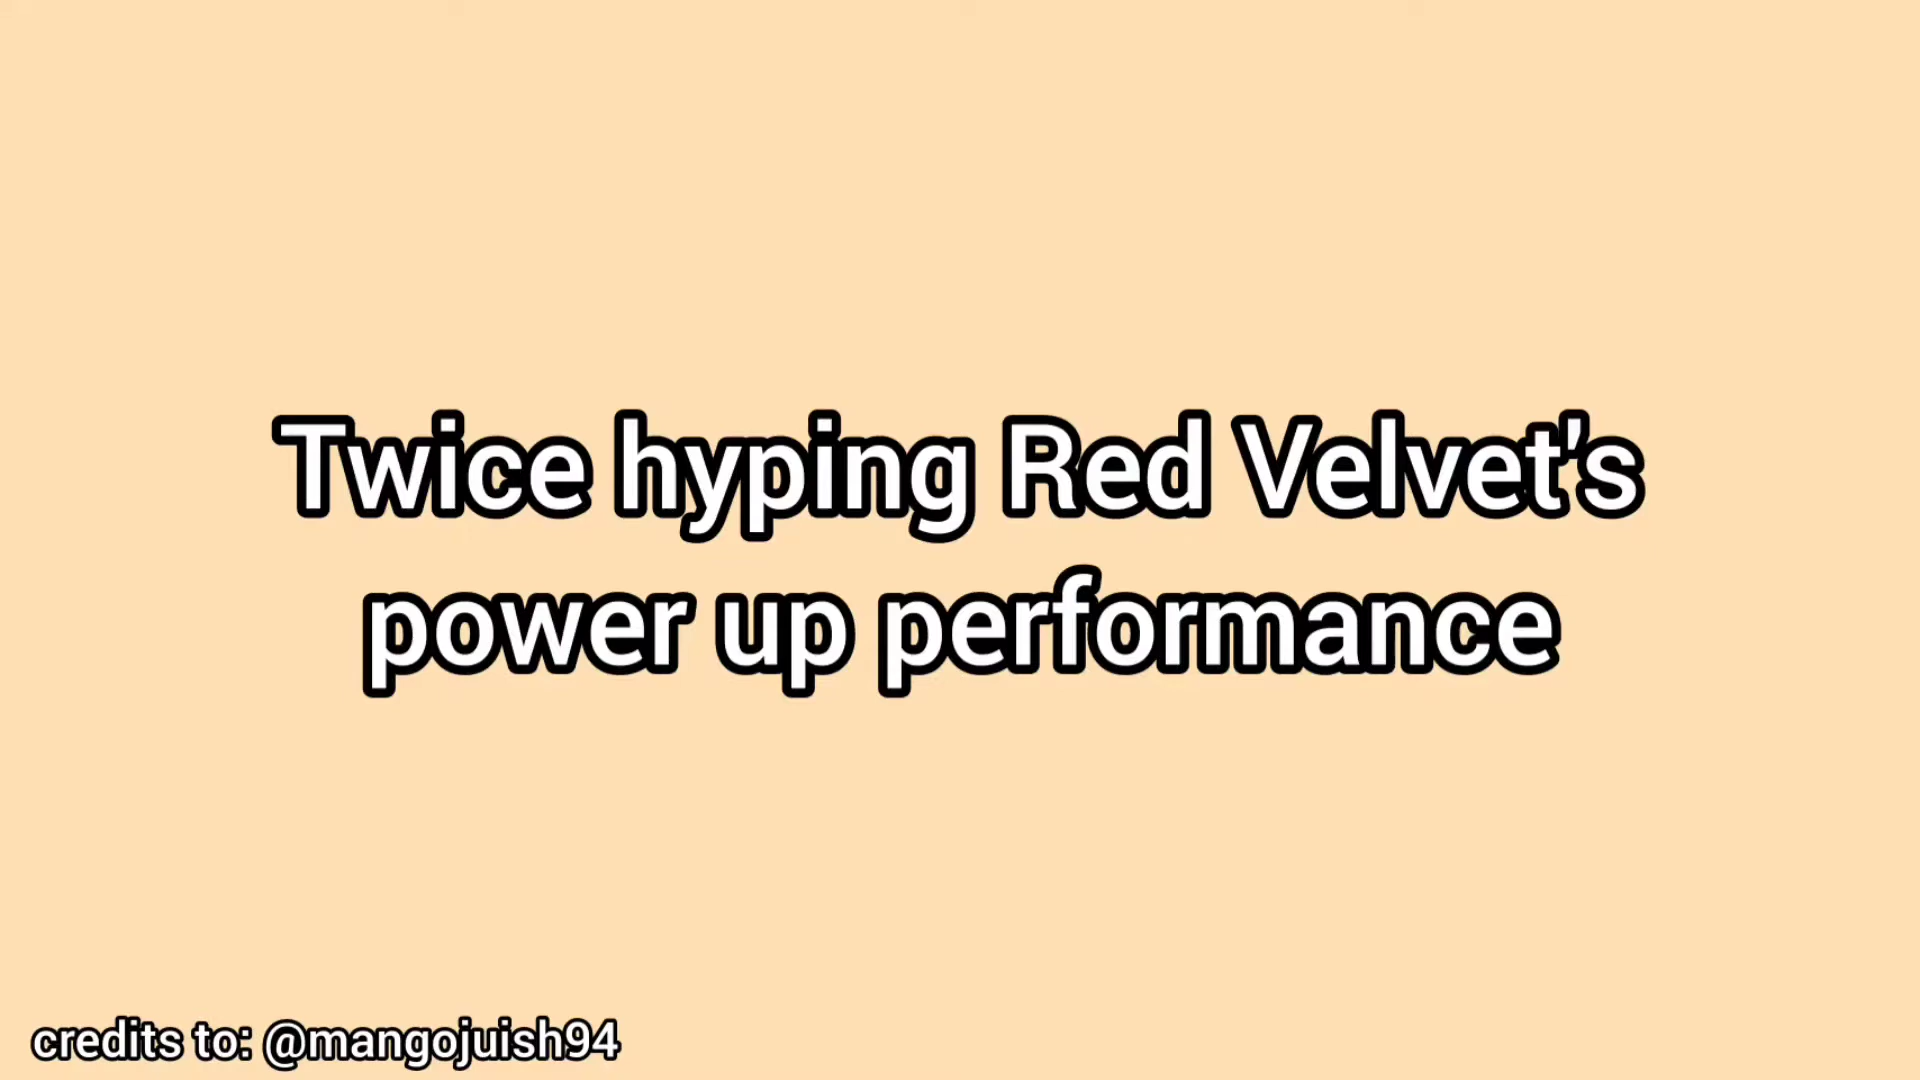 Twice hyping Red Velvet's
power up performance
credits to: @mangojuish94